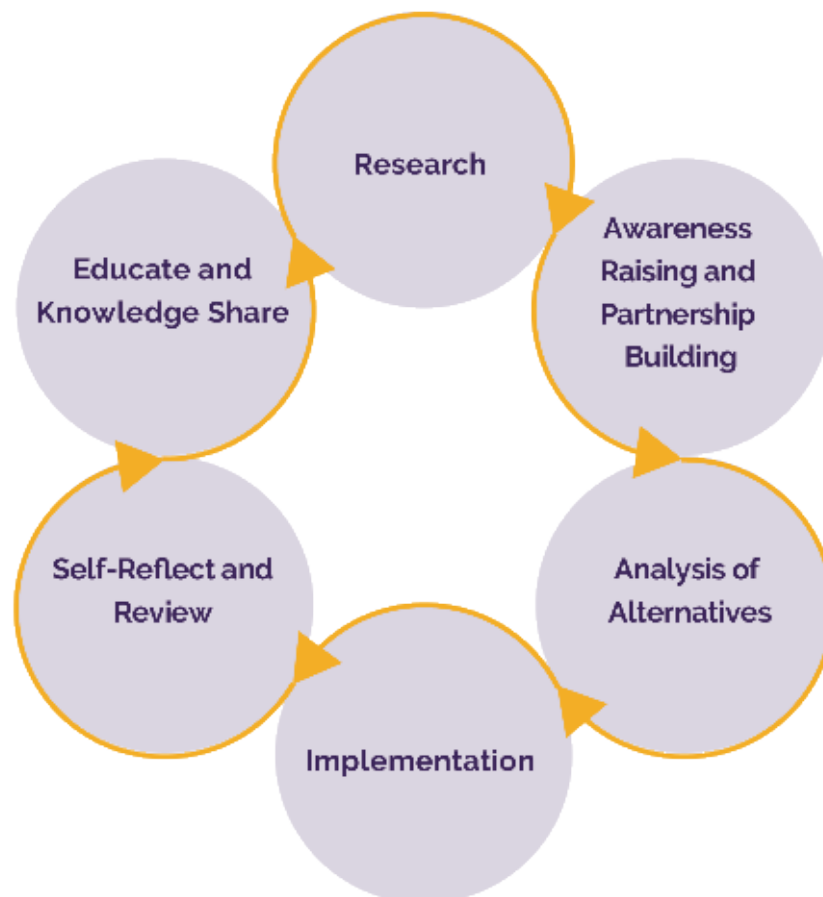 Research
Awareness
Raising and
Partnership
Building
Analysis of
Alternatives
Implementation
Self-Reflect and
Review
Educate and
Knowledge Share